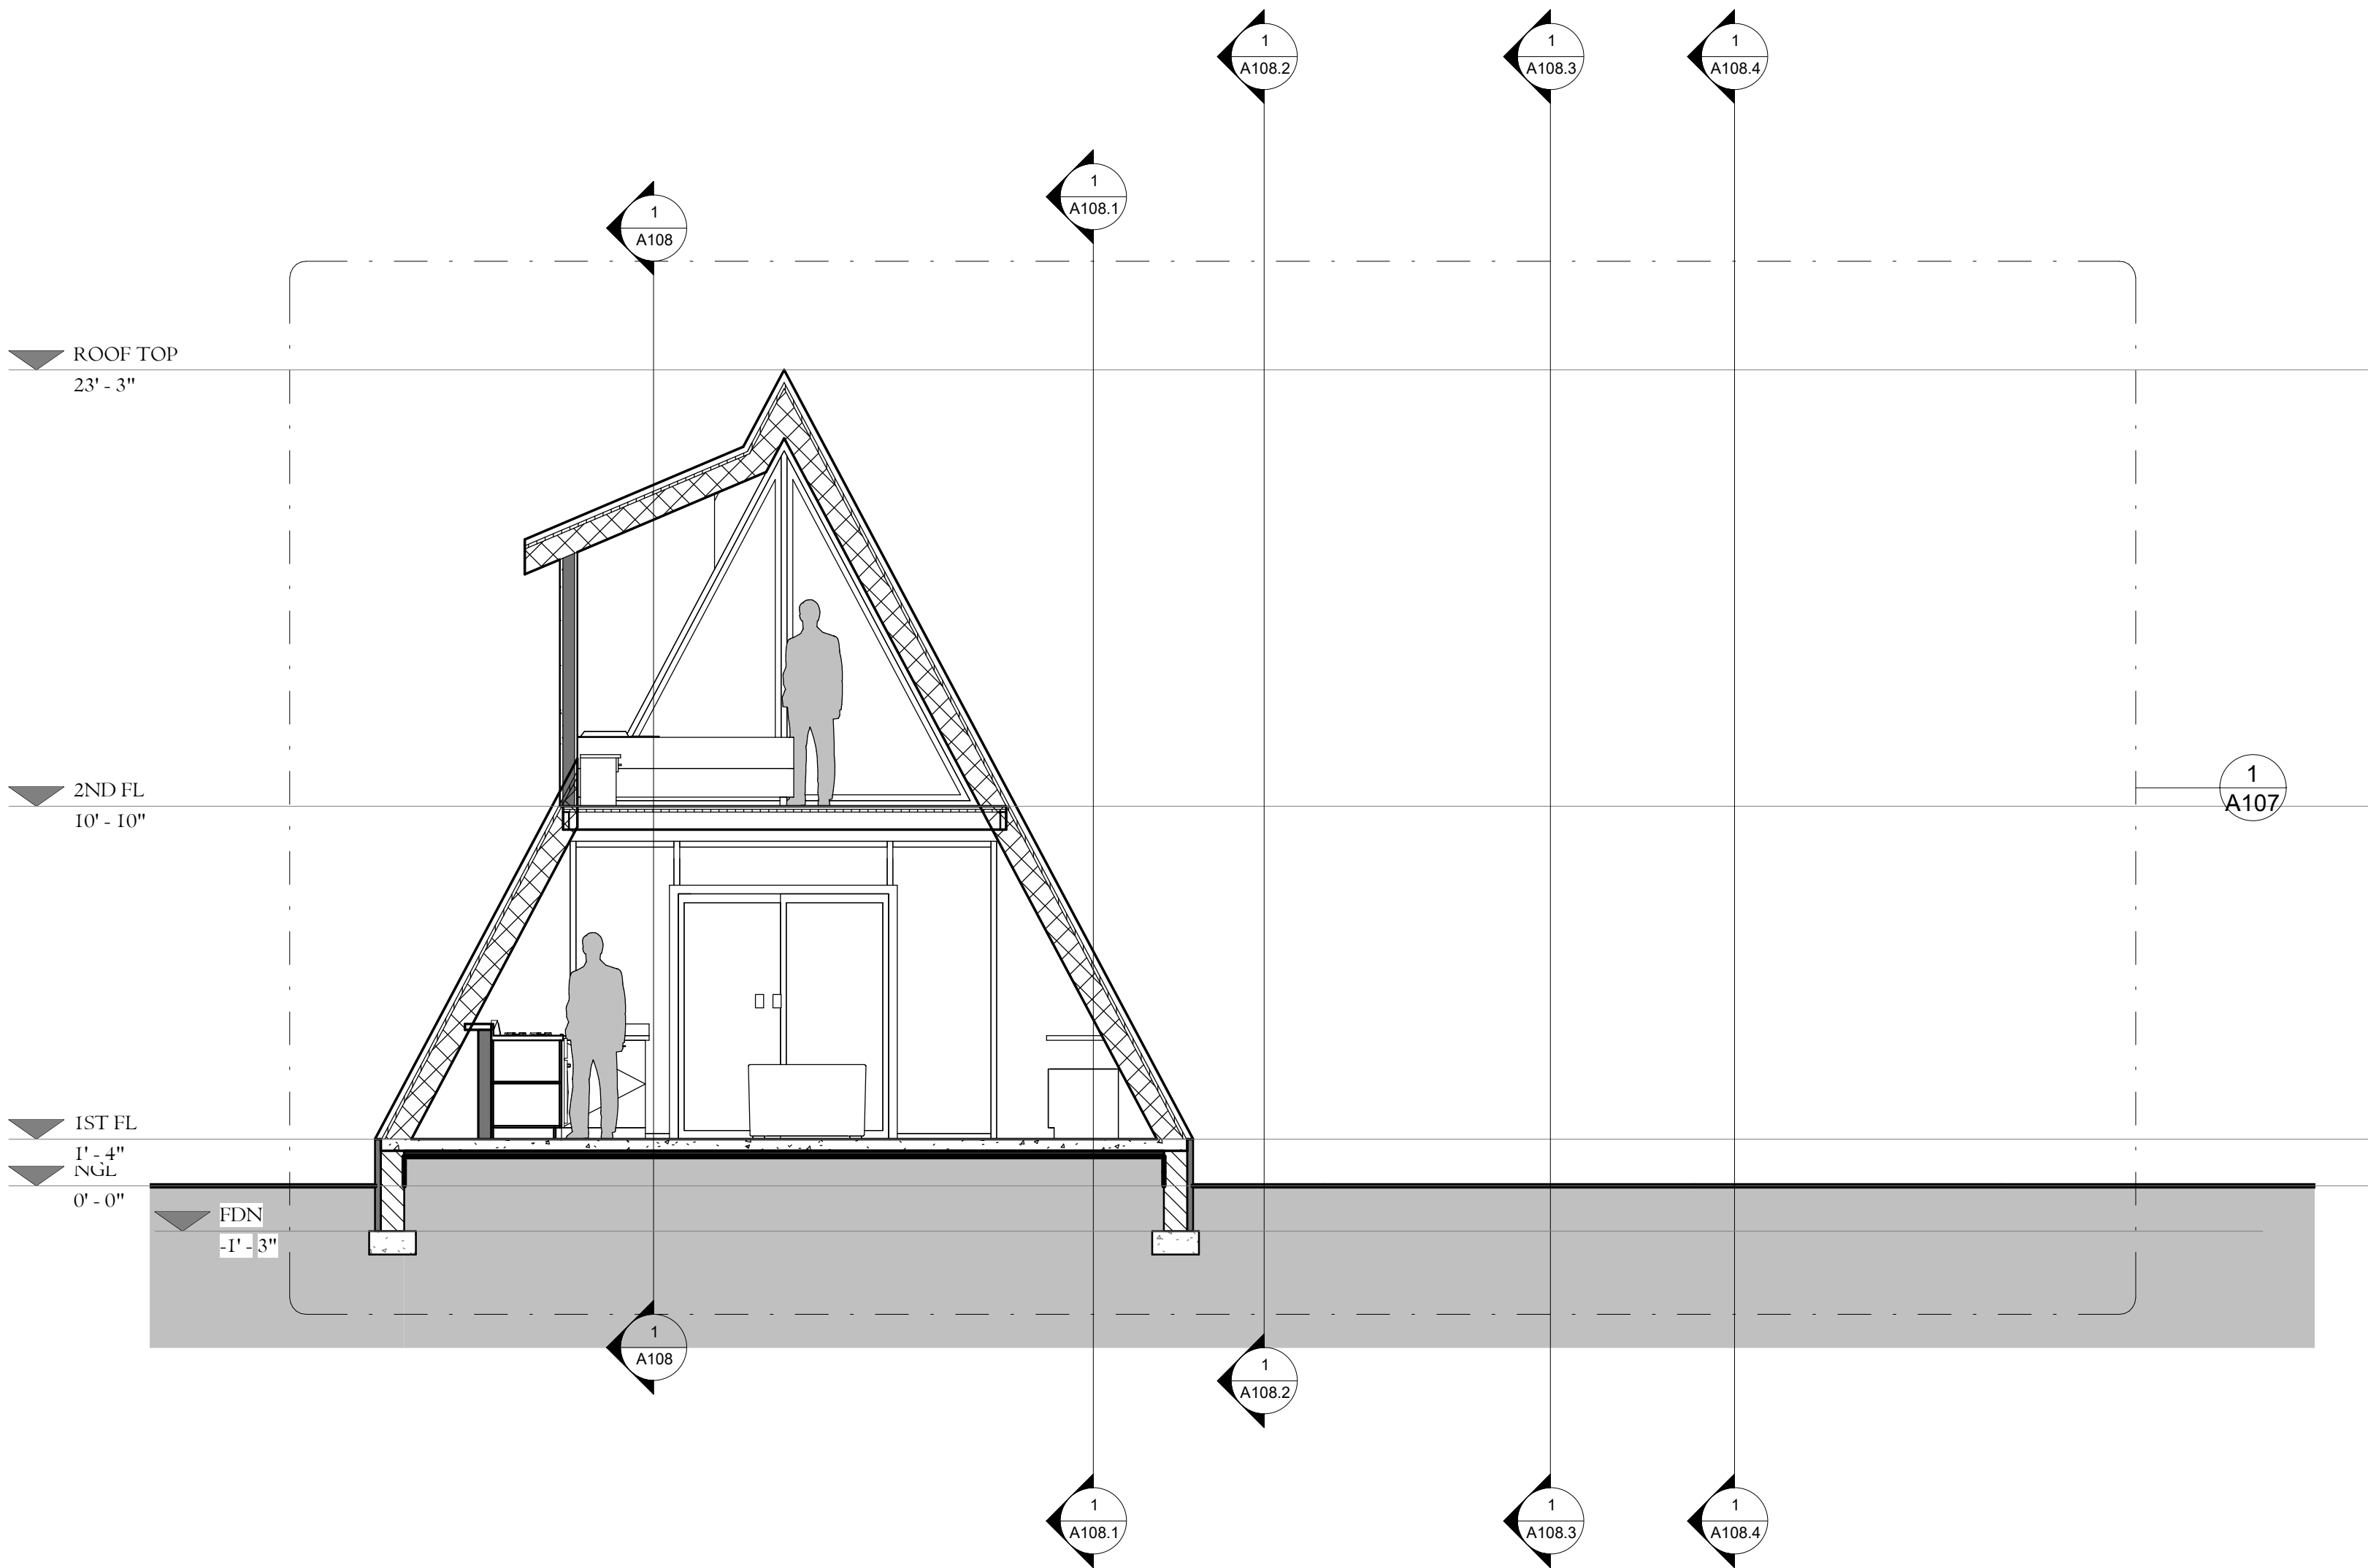 1
A108.2
1
A108.3
1
A108.4
1
A108.1
1
A108
ROOF TOP
23' - 3"
2ND FL
10' - 10"
1
A107
1ST FL
1' - 4"
NGL
0' - 0"
FDN
-1' - 3"
1
A108
1
A108.2
1
A108.1
1
A108.3
1
A108.4